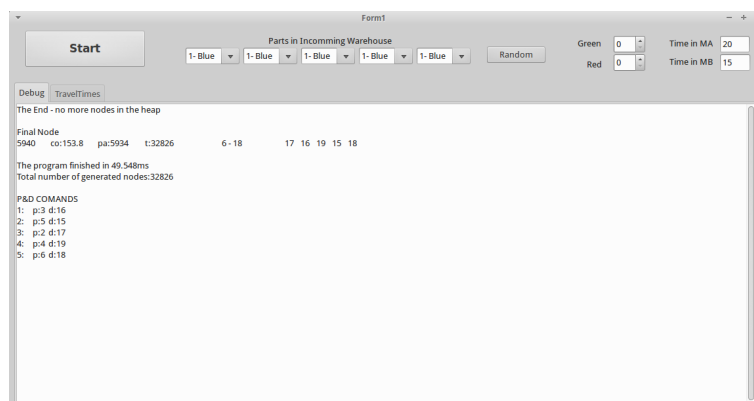 Form1
Start
Parts in Incomming Warehouse
1- Blue 1- Blue 1- Blue 1- Blue 1- Blue
Random
Green 0
Red 0
Time in MA 20
Time in MB 15
Debug TravelTimes
The End - no more nodes in the heap
Final Node
5940 co:153.8 pa:5934 t:32826 6 - 18 17 16 19 15 18
The program finished in 49.548ms
Total number of generated nodes:32826
P&D COMANDS
1: p:3 d:16
2: p:5 d:15
3: p:2 d:17
4: p:4 d:19
5: p:6 d:18